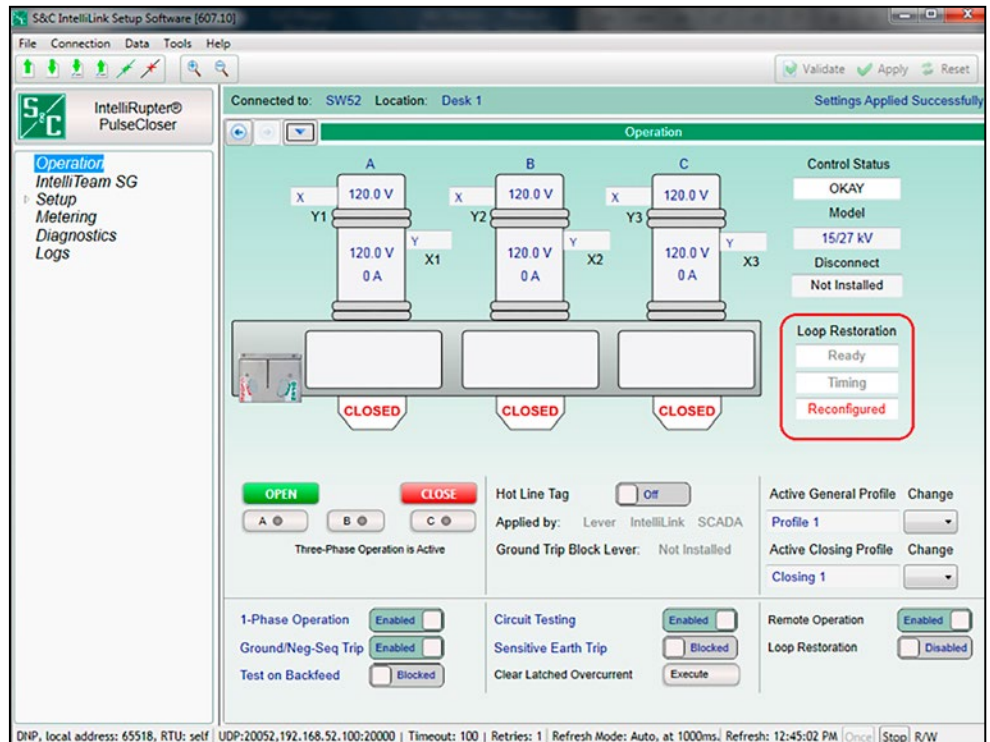 S&C IntelliLink Setup Software [607.10]
File Connection Data Tools Help
Validate Apply Reset
S&C
IntelliRupter®
PulseCloser
Connected to: SW52 Location: Desk 1 Settings Applied Successfully
Operation
Operation
IntelliTeam SG
Setup
Metering
Diagnostics
Logs
A B C
X 120.0 V X 120.0 V X 120.0 V
Y1 Y2 Y3
Y Y Y
120.0 V X1 120.0 V X2 120.0 V X3
0 A 0 A 0 A
CLOSED CLOSED CLOSED
Control Status
OKAY
Model
15/27 kV
Disconnect
Not Installed
Loop Restoration
Ready
Timing
Reconfigured
OPEN CLOSE
A B C
Three-Phase Operation is Active
Hot Line Tag Off
Applied by: Lever IntelliLink SCADA
Ground Trip Block Lever: Not Installed
Active General Profile Change
Profile 1
Active Closing Profile Change
Closing 1
1-Phase Operation Enabled
Ground/Neg-Seq Trip Enabled
Test on Backfeed Blocked
Circuit Testing Enabled
Sensitive Earth Trip Blocked
Clear Latched Overcurrent Execute
Remote Operation Enabled
Loop Restoration Disabled
DNP, local address: 65518, RTU: self UDP:20052,192.168.52.100:20000 | Timeout: 100 | Retries: 1 | Refresh Mode: Auto, at 1000ms. Refresh: 12:45:02 PM Once Stop R/W